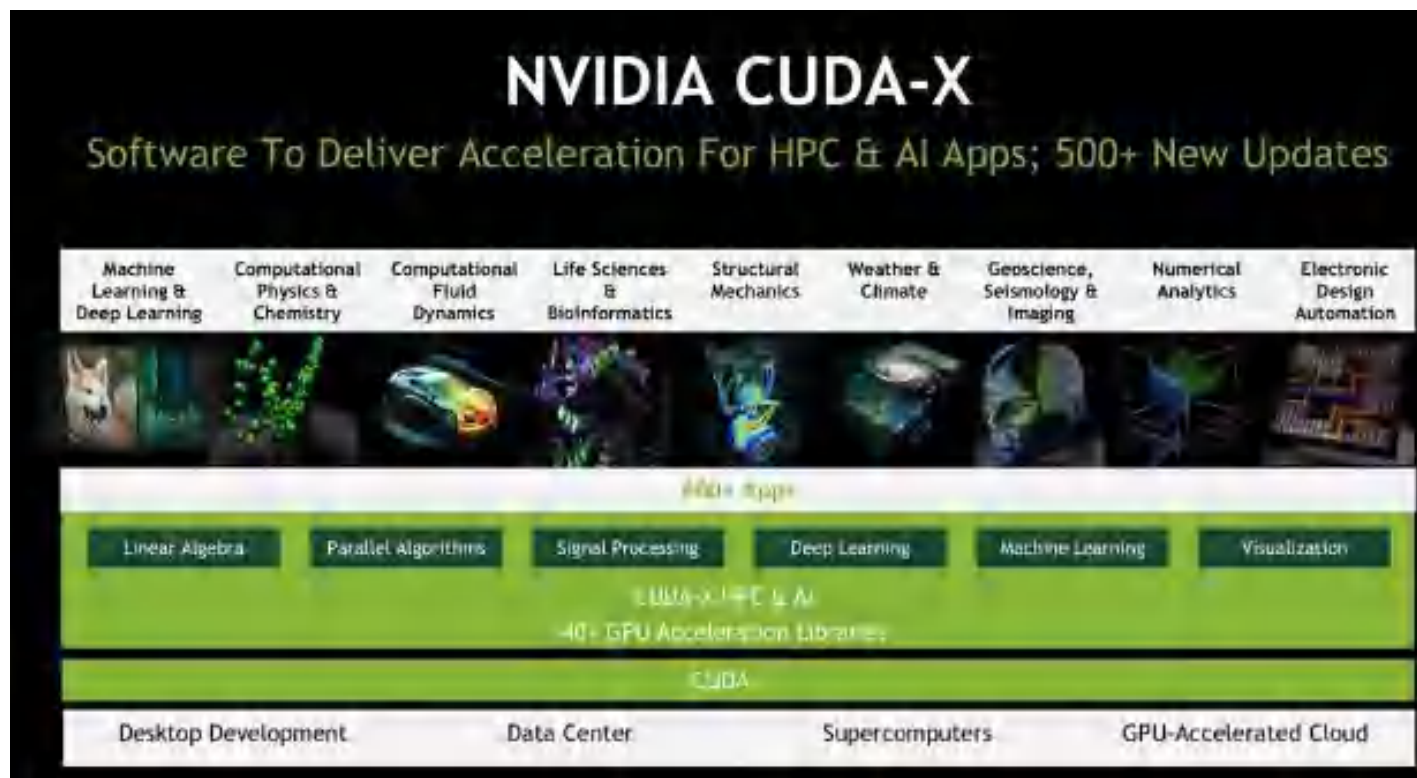 NVIDIA CUDA-X
Software To Deliver Acceleration For HPC & AI Apps; 500+ New Updates
Machine Learning & Deep Learning
Computational Physics & Chemistry
Computational Fluid Dynamics
Life Sciences & Bioinformatics
Structural Mechanics
Weather & Climate
Geoscience, Seismology & Imaging
Numerical Analytics
Electronic Design Automation
Apps
Linear Algebra
Parallel Algorithms
Signal Processing
Deep Learning
Machine Learning
Visualization
CUDA-X HPC & AI
40+ GPU Acceleration Libraries
CUDA
Desktop Development
Data Center
Supercomputers
GPU-Accelerated Cloud